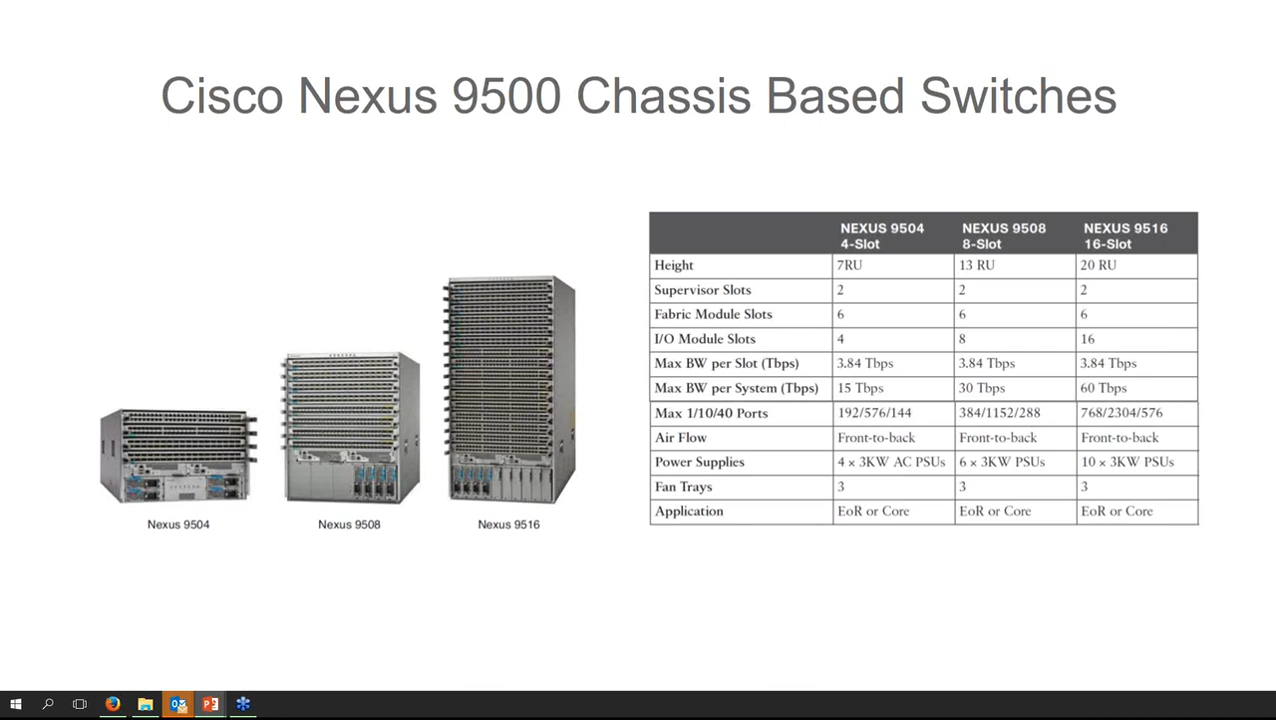 Cisco Nexus 9500 Chassis Based Switches
NEXUS 9504 NEXUS 9508 NEXUS 9516
4-Slot 8-Slot 16-Slot
Height 7RU 13 RU 20 RU
Supervisor Slots 2 2 2
Fabric Module Slots 6 6 6
I/O Module Slots 4 8 16
Max BW per Slot (Tbps) 3.84 Tbps 3.84 Tbps 3.84 Tbps
Max BW per System (Tbps) 15 Tbps 30 Tbps 60 Tbps
Max 1/10/40 Ports 192/576/144 384/1152/288 768/2304/576
Air Flow Front-to-back Front-to-back Front-to-back
Power Supplies 4 × 3KW AC PSUs 6 × 3KW PSUs 10 × 3KW PSUs
Fan Trays 3 3 3
Application EoR or Core EoR or Core EoR or Core
Nexus 9504 Nexus 9508 Nexus 9516